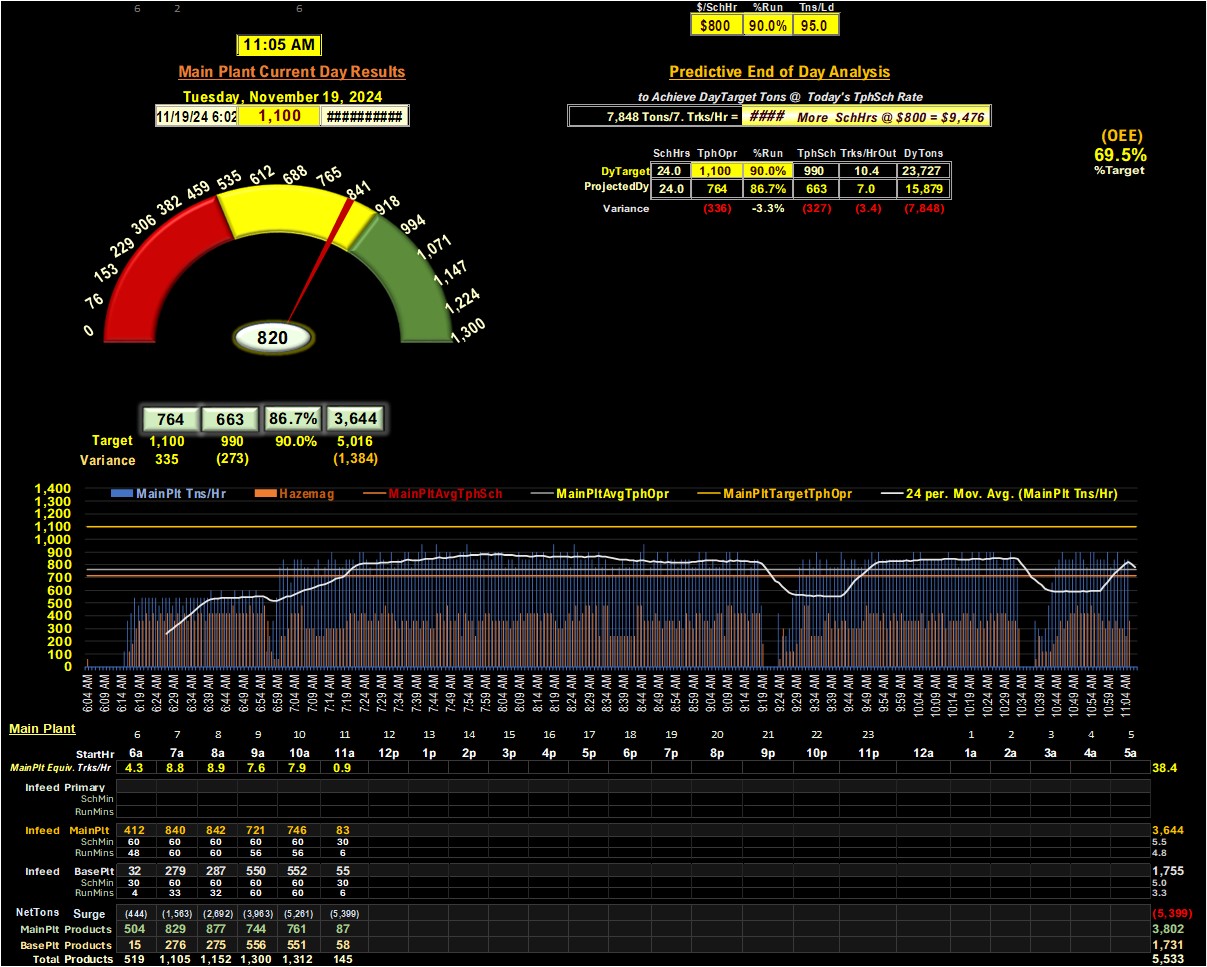 6 2 6
$/SchHr %Run Tns/Ld
$800 90.0% 95.0
11:05 AM
Main Plant Current Day Results
Predictive End of Day Analysis
Tuesday, November 19, 2024
to Achieve DayTarget Tons @ Today's TphSch Rate
11/19/24 6:02 1,100 ##########
7,848 Tons/7. Trks/Hr = #### More SchHrs @ $800 = $9,476
(OEE)
69.5%
%Target
SchHrs TphOpr %Run TphSch Trks/HrOut DyTons
DyTarget 24.0 1,100 90.0% 990 10.4 23,727
ProjectedDy 24.0 764 86.7% 663 7.0 15,879
Variance (336) -3.3% (327) (3.4) (7,848)
0 76 153 229 306 382 459 535 612 688 765 841 918 994 1,071 1,147 1,224 1,300
820
764 663 86.7% 3,644
Target 1,100 990 90.0% 5,016
Variance 335 (273) (1,384)
MainPlt Tns/Hr Hazemag MainPltAvgTphSch MainPltAvgTphOpr MainPltTargetTphOpr 24 per. Mov. Avg. (MainPlt Tns/Hr)
1,400
1,300
1,200
1,100
1,000
900
800
700
600
500
400
300
200
100
0
6:04 AM 6:09 AM 6:14 AM 6:19 AM 6:24 AM 6:29 AM 6:34 AM 6:39 AM 6:44 AM 6:49 AM 6:54 AM 6:59 AM 7:04 AM 7:09 AM 7:14 AM 7:19 AM 7:24 AM 7:29 AM 7:34 AM 7:39 AM 7:44 AM 7:49 AM 7:54 AM 7:59 AM 8:04 AM 8:09 AM 8:14 AM 8:19 AM 8:24 AM 8:29 AM 8:34 AM 8:39 AM 8:44 AM 8:49 AM 8:54 AM 8:59 AM 9:04 AM 9:09 AM 9:14 AM 9:19 AM 9:24 AM 9:29 AM 9:34 AM 9:39 AM 9:44 AM 9:49 AM 9:54 AM 9:59 AM 10:04 AM 10:09 AM 10:14 AM 10:19 AM 10:24 AM 10:29 AM 10:34 AM 10:39 AM 10:44 AM 10:49 AM 10:54 AM 10:59 AM 11:04 AM
Main Plant
6 7 8 9 10 11 12 13 14 15 16 17 18 19 20 21 22 23 1 2 3 4 5
StartHr 6a 7a 8a 9a 10a 11a 12p 1p 2p 3p 4p 5p 6p 7p 8p 9p 10p 11p 12a 1a 2a 3a 4a 5a
MainPlt Equiv. Trks/Hr 4.3 8.8 8.9 7.6 7.9 0.9 38.4
Infeed Primary
SchMin
RunMins
Infeed MainPlt 412 840 842 721 746 83 3,644
SchMin 60 60 60 60 60 30 5.5
RunMins 48 60 60 56 56 6 4.8
Infeed BasePlt 32 279 287 550 552 55 1,755
SchMin 30 60 60 60 60 30 5.0
RunMins 4 33 32 60 60 6 3.3
NetTons Surge (444) (1,563) (2,692) (3,963) (5,261) (5,399) (5,399)
MainPlt Products 504 829 877 744 761 87 3,802
BasePlt Products 15 276 275 556 551 58 1,731
Total Products 519 1,105 1,152 1,300 1,312 145 5,533